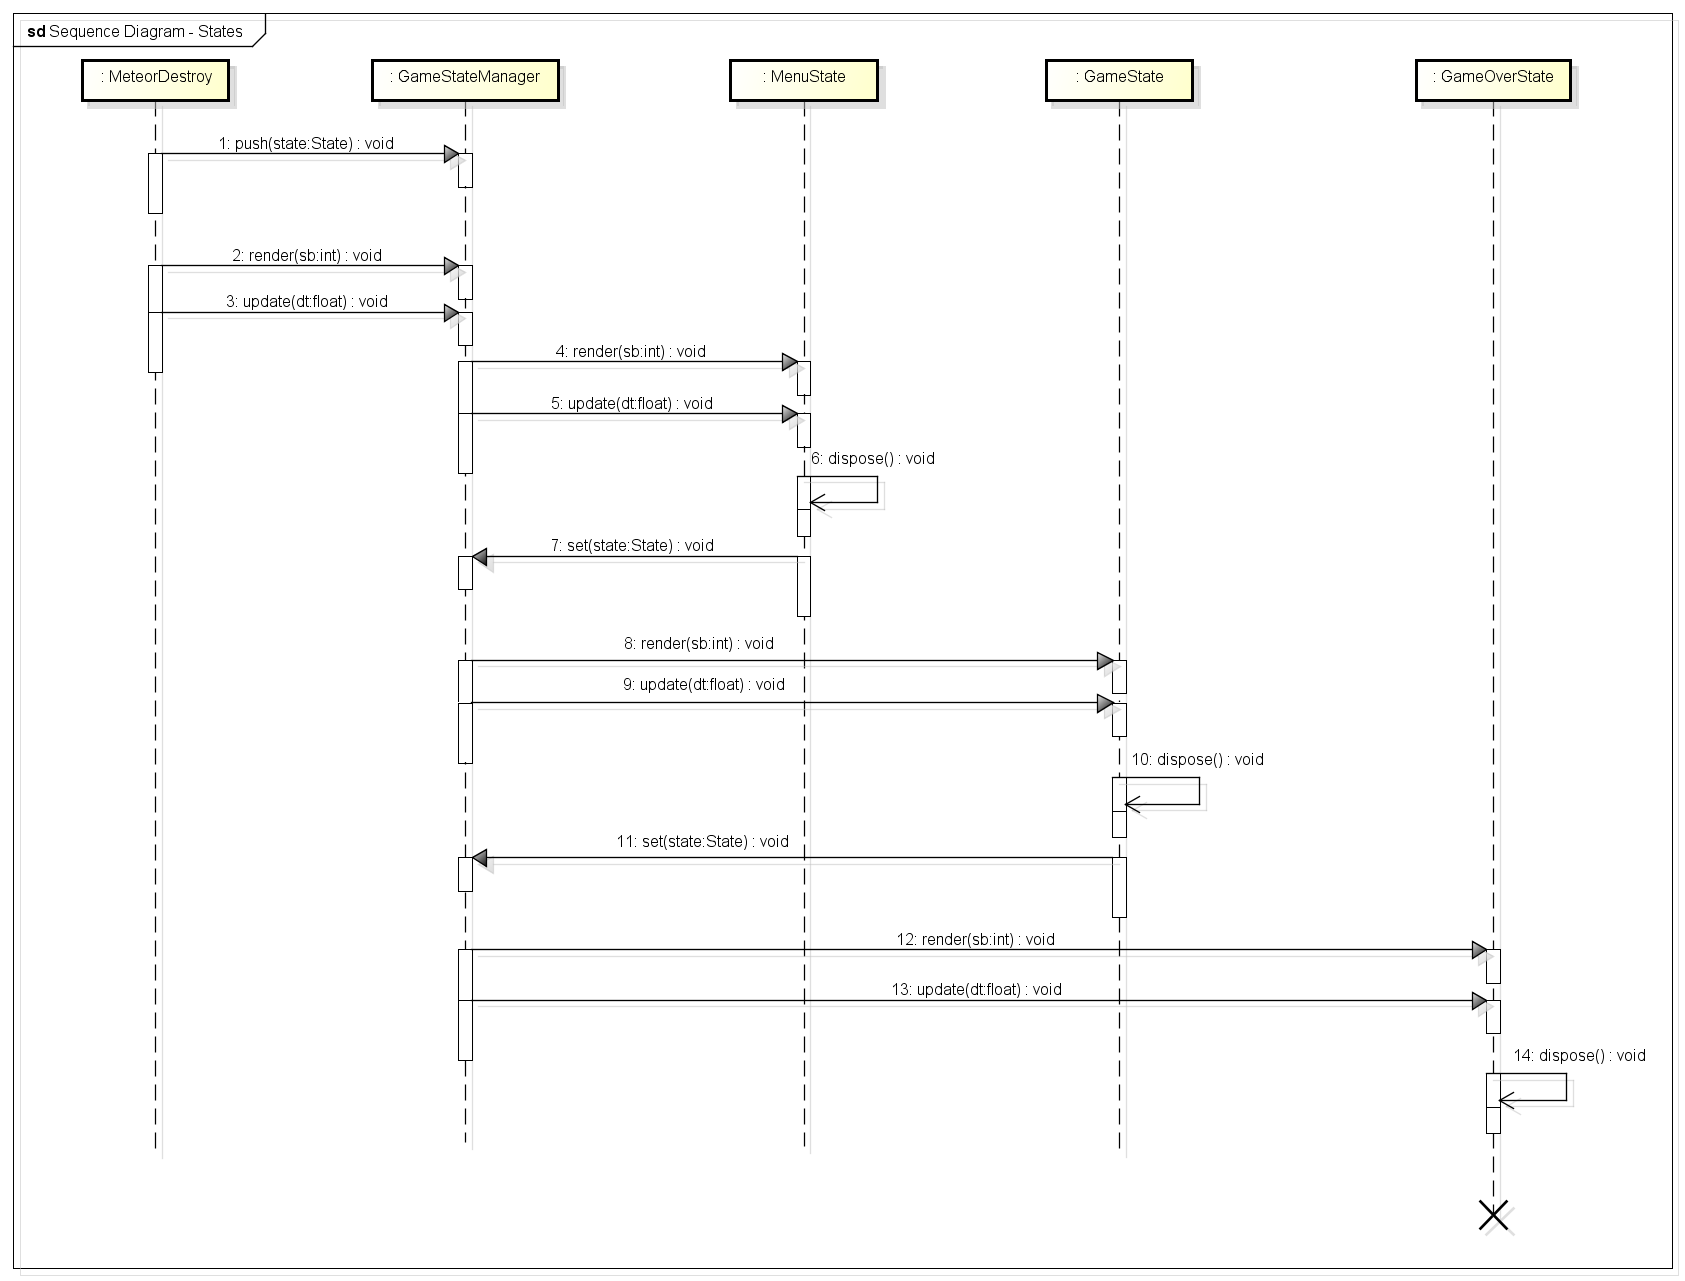 sd Sequence Diagram - States
: MeteorDestroy
: GameStateManager
: MenuState
: GameState
: GameOverState
1: push(state:State) : void
2: render(sb:int) : void
3: update(dt:float) : void
4: render(sb:int) : void
5: update(dt:float) : void
6: dispose() : void
7: set(state:State) : void
8: render(sb:int) : void
9: update(dt:float) : void
10: dispose() : void
11: set(state:State) : void
12: render(sb:int) : void
13: update(dt:float) : void
14: dispose() : void